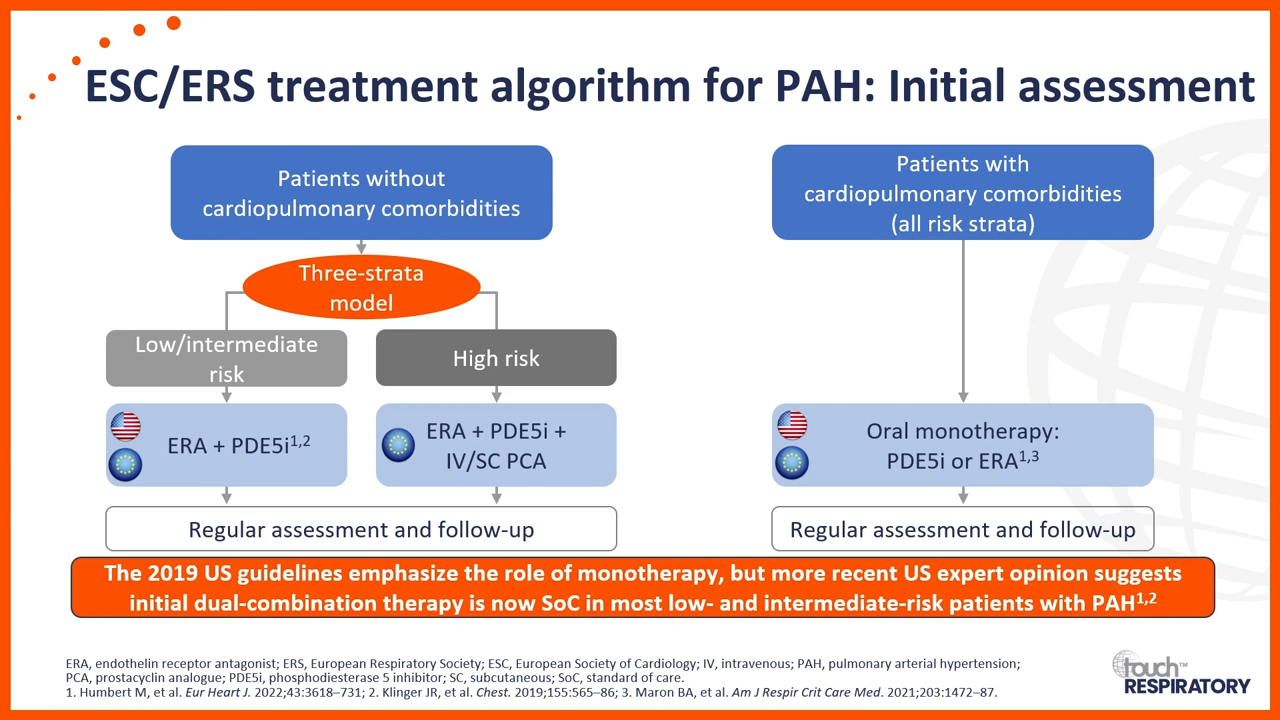 ESC/ERS treatment algorithm for PAH: Initial assessment
Patients without
cardiopulmonary comorbidities
Patients with
cardiopulmonary comorbidities
(all risk strata)
Three-strata
model
Low/intermediate
risk
High risk
ERA + PDE5i1,2
ERA + PDE5i +
IV/SC PCA
Oral monotherapy:
PDE5i or ERA1,3
Regular assessment and follow-up
Regular assessment and follow-up
The 2019 US guidelines emphasize the role of monotherapy, but more recent US expert opinion suggests
initial dual-combination therapy is now SoC in most low- and intermediate-risk patients with PAH1,2
ERA, endothelin receptor antagonist; ERS, European Respiratory Society; ESC, European Society of Cardiology; IV, intravenous; PAH, pulmonary arterial hypertension;
PCA, prostacyclin analogue; PDE5i, phosphodiesterase 5 inhibitor; SC, subcutaneous; SoC, standard of care.
1. Humbert M, et al. Eur Heart J. 2022;43:3618–731; 2. Klinger JR, et al. Chest. 2019;155:565–86; 3. Maron BA, et al. Am J Respir Crit Care Med. 2021;203:1472–87.
touch™
RESPIRATORY